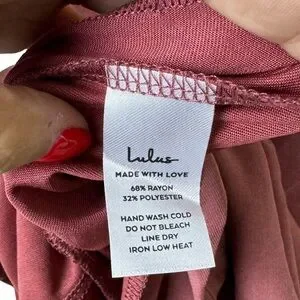 Lulus
MADE WITH LOVE
68% RAYON
32% POLYESTER
HAND WASH COLD
DO NOT BLEACH
LINE DRY
IRON LOW HEAT